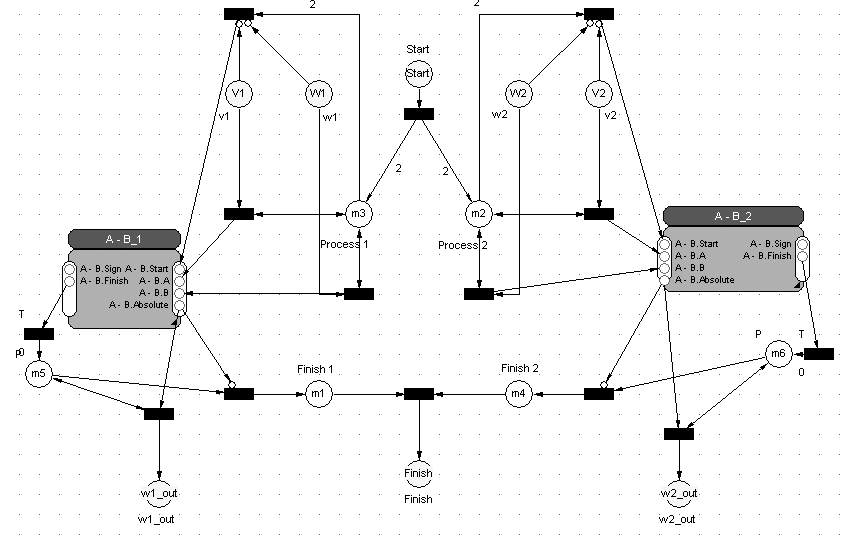 2
2
Start
Start
V1
W1
W2
V2
v1
w1
w2
v2
2
2
m3
m2
Process 1
Process 2
A - B_1
A - B.Sign A - B.Start
A - B.Finish A - B.A
A - B.B
A - B.Absolute
A - B_2
A - B.Start A - B.Sign
A - B.A A - B.Finish
A - B.B
A - B.Absolute
T
m5
P T
m6
0
Finish 1
Finish 2
m1
m4
Finish
Finish
w1_out
w1_out
w2_out
w2_out